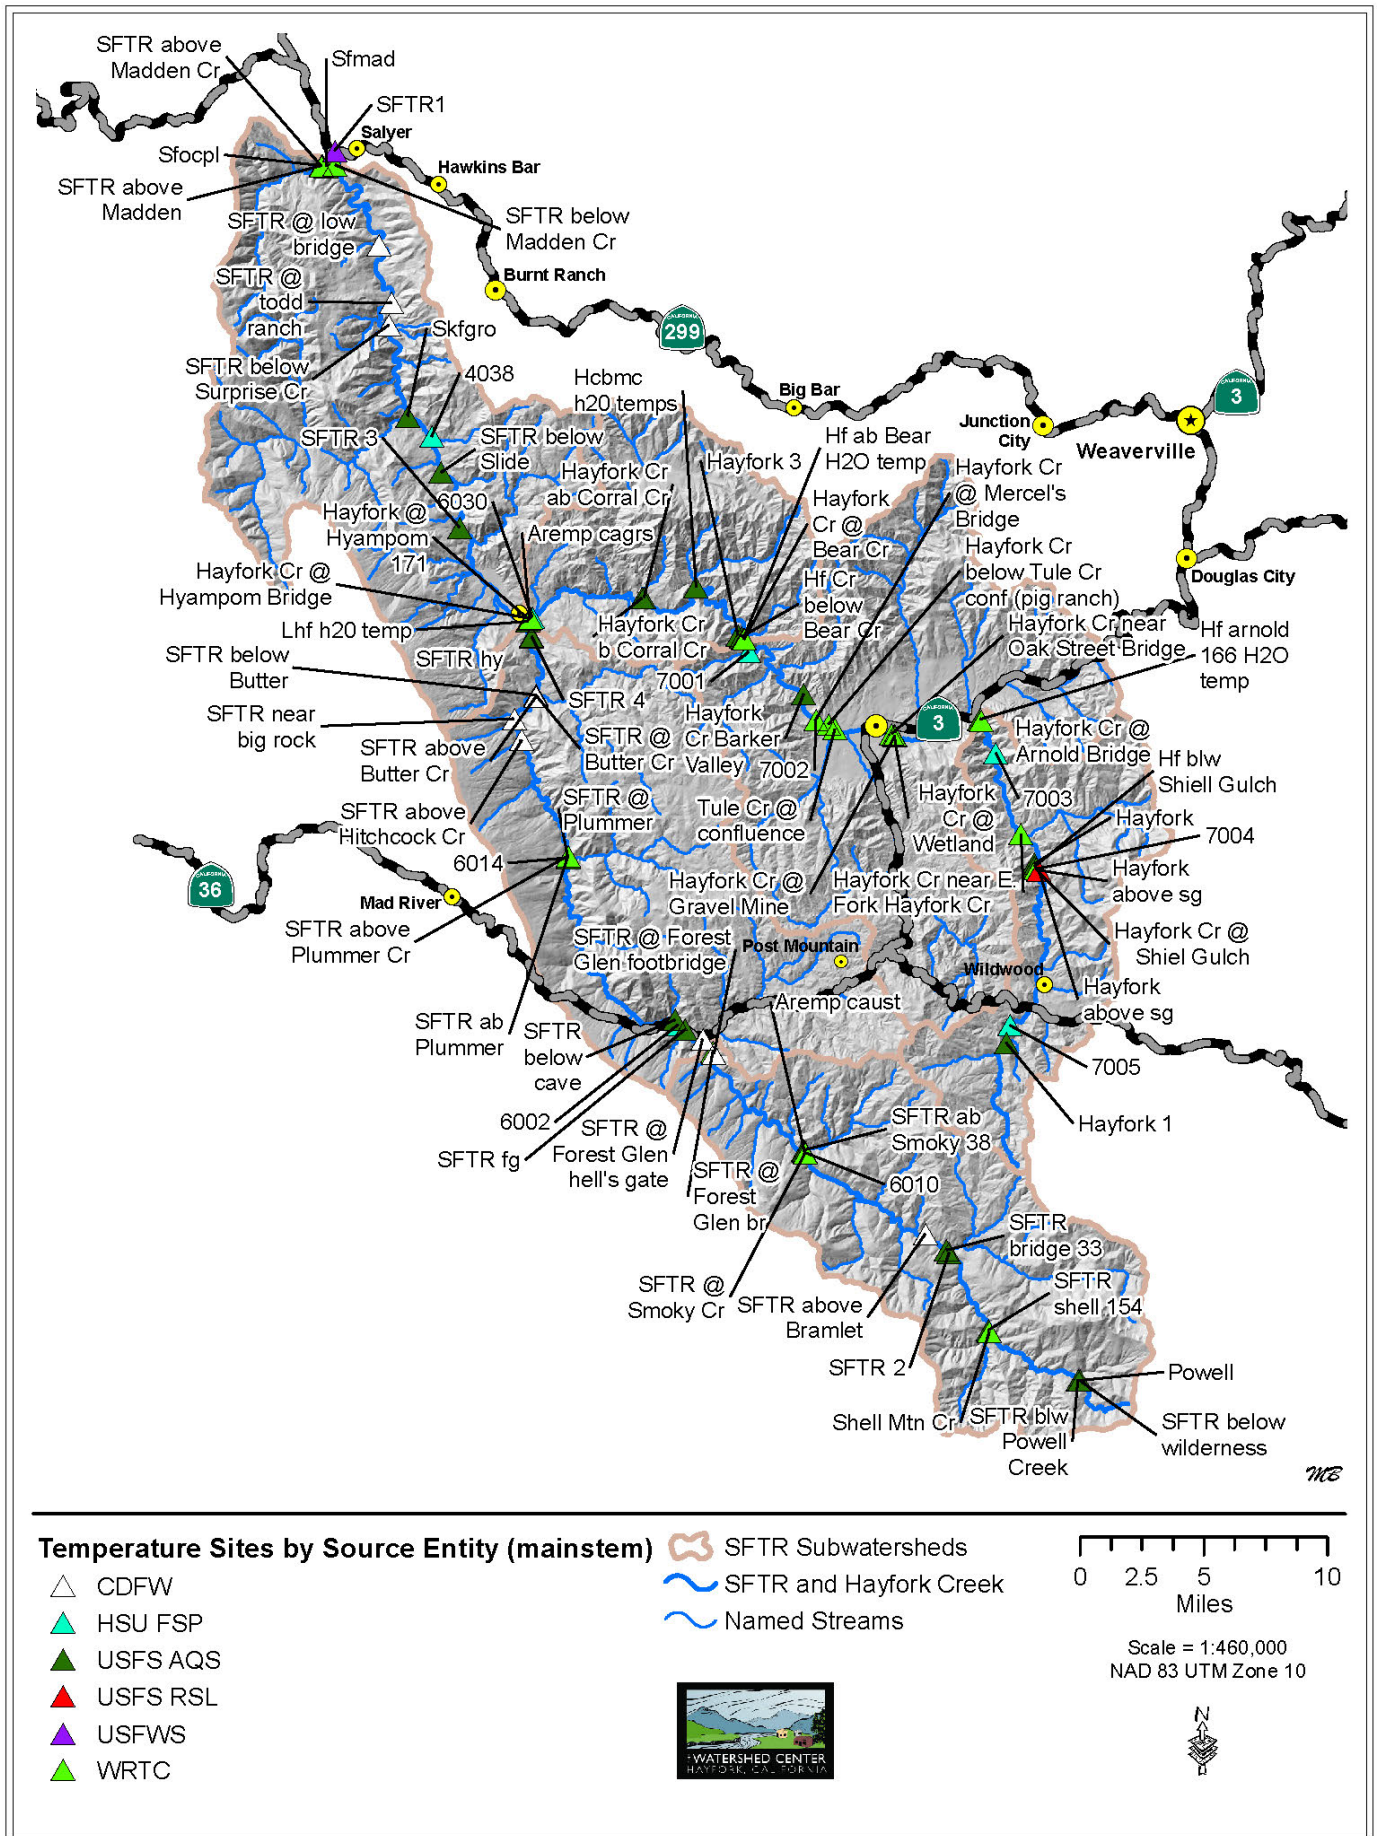 SFTR above
Madden Cr
Sfmad
SFTR1
Salyer
Sfocpl
Hawkins Bar
SFTR above
Madden
SFTR @ low
bridge
SFTR below
Madden Cr
SFTR @
todd
ranch
Burnt Ranch
CALIFORNIA
299
Skfgro
SFTR below
Surprise Cr
4038
Hcbmc
h20 temps
Big Bar
CALIFORNIA
3
Junction
City
Weaverville
SFTR 3
SFTR below
Slide
Hayfork Cr
ab Corral Cr
Hayfork 3
Hf ab Bear
H2O temp
Hayfork Cr
@ Mercel's
Bridge
6030
Hayfork @
Hyampom
171
Aremp cagrs
Hayfork
Cr @
Bear Cr
Hayfork Cr
below Tule Cr
conf (pig ranch)
Douglas City
Hayfork Cr @
Hyampom Bridge
Hf Cr
below
Bear Cr
Lhf h20 temp
Hayfork Cr
b Corral Cr
Hayfork Cr near
Oak Street Bridge
Hf arnold
166 H2O
temp
SFTR hy
SFTR below
Butter
7001
SFTR 4
SFTR near
big rock
Hayfork
Cr Barker
Valley
CALIFORNIA
3
SFTR above
Butter Cr
SFTR @
Butter Cr
7002
Hayfork Cr @
Arnold Bridge
Hf blw
Shiell Gulch
SFTR above
Hitchcock Cr
SFTR @
Plummer
Tule Cr @
confluence
Hayfork
Cr @
Wetland
7003
Hayfork
7004
6014
CALIFORNIA
36
Mad River
Hayfork Cr @
Gravel Mine
Hayfork Cr near E.
Fork Hayfork Cr
Hayfork
above sg
SFTR above
Plummer Cr
SFTR @ Forest
Glen footbridge
Post Mountain
Hayfork Cr @
Shiel Gulch
Wildwood
Hayfork
above sg
Aremp caust
SFTR ab
Plummer
SFTR
below
cave
7005
6002
SFTR fg
SFTR @
Forest Glen
hell's gate
SFTR @
Forest
Glen br
SFTR ab
Smoky 38
Hayfork 1
6010
SFTR
bridge 33
SFTR @
Smoky Cr
SFTR above
Bramlet
SFTR
shell 154
SFTR 2
Powell
Shell Mtn Cr
SFTR blw
Powell
Creek
SFTR below
wilderness
MB
Temperature Sites by Source Entity (mainstem)
CDFW
HSU FSP
USFS AQS
USFS RSL
USFWS
WRTC
SFTR Subwatersheds
SFTR and Hayfork Creek
Named Streams
0 2.5 5 10
Miles
Scale = 1:460,000
NAD 83 UTM Zone 10
N
THE WATERSHED CENTER
HAYFORK, CALIFORNIA